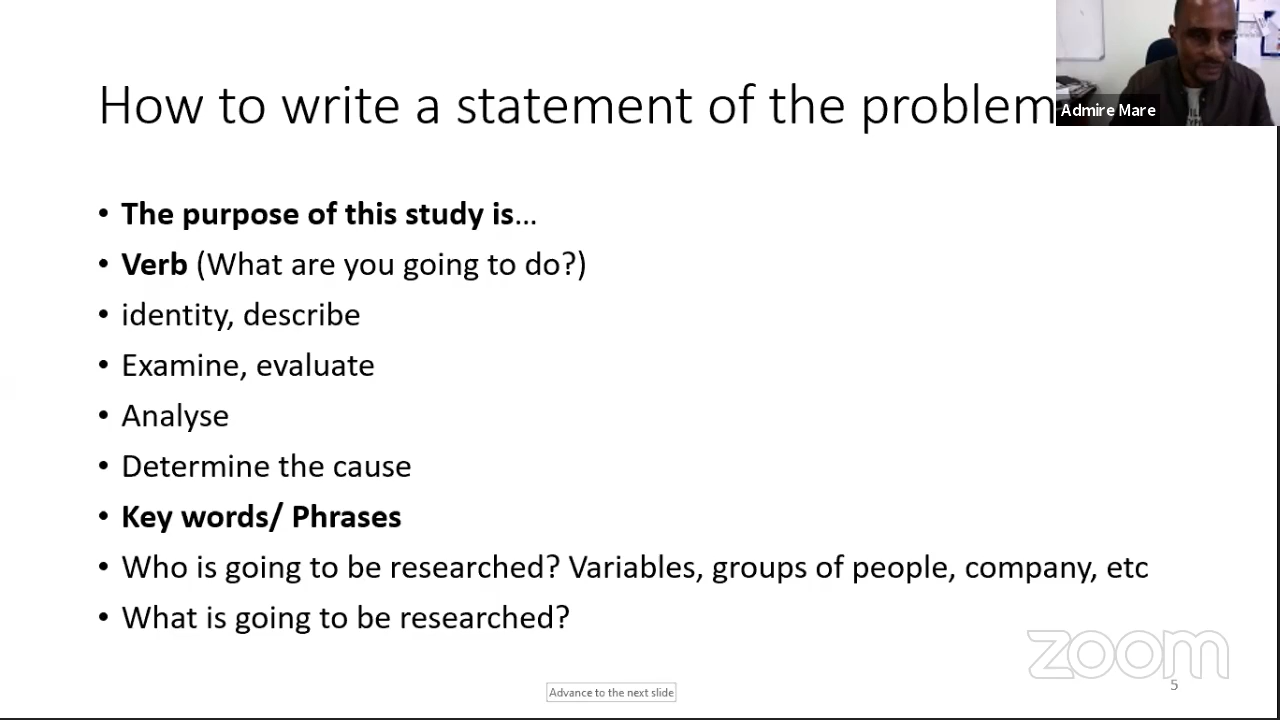 How to write a statement of the problem
Admire Mare
• The purpose of this study is...
• Verb (What are you going to do?)
• identity, describe
• Examine, evaluate
• Analyse
• Determine the cause
• Key words/ Phrases
• Who is going to be researched? Variables, groups of people, company, etc
• What is going to be researched?
zoom
5
Advance to the next slide